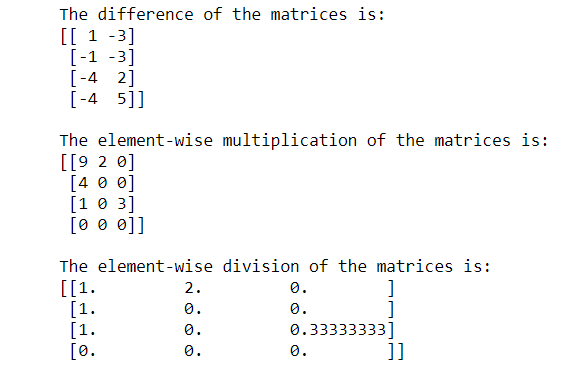 The difference of the matrices is:
[[ 1 -3]
 [-1 -3]
 [-4  2]
 [-4  5]]

The element-wise multiplication of the matrices is:
[[9 2 0]
 [4 0 0]
 [1 0 3]
 [0 0 0]]

The element-wise division of the matrices is:
[[1.         2.         0.        ]
 [1.         0.         0.        ]
 [1.         0.         0.33333333]
 [0.         0.         0.        ]]